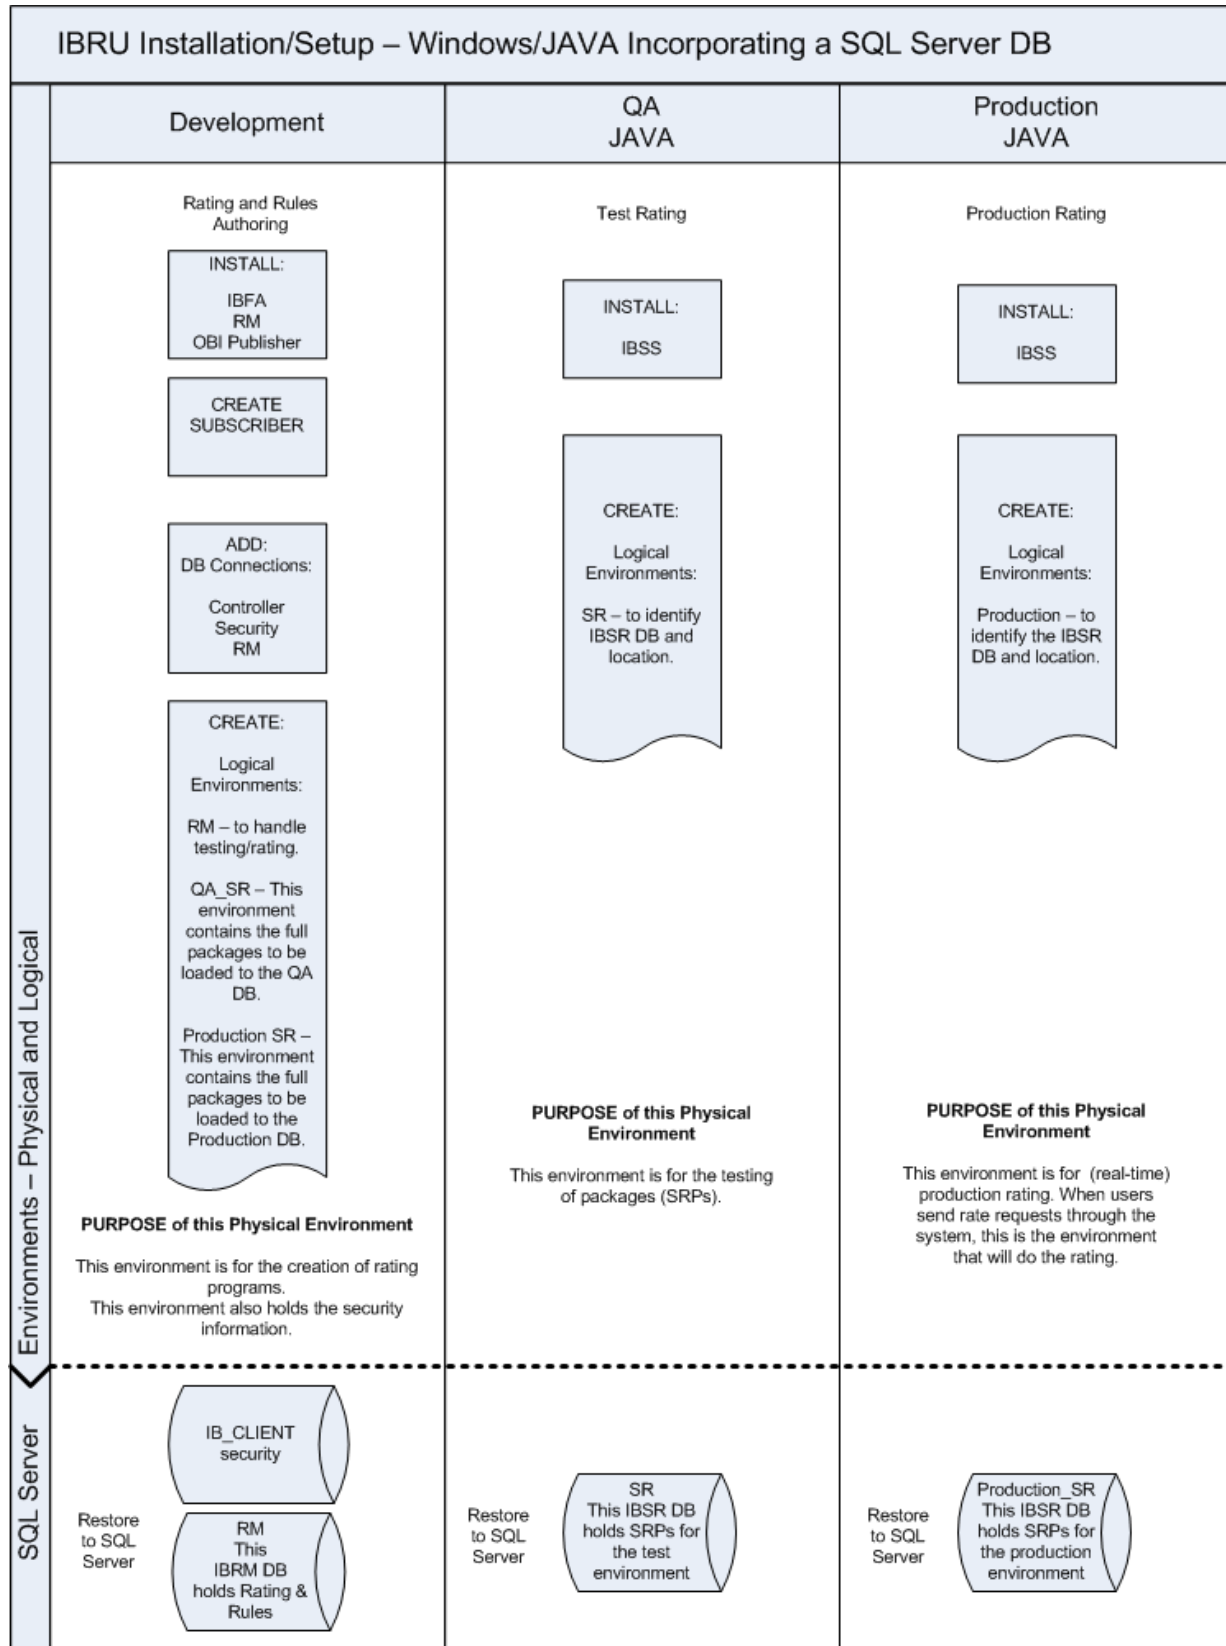 IBRU Installation/Setup – Windows/JAVA Incorporating a SQL Server DB
Environments – Physical and Logical
Development
Rating and Rules
Authoring
INSTALL:
IBFA
RM
OBI Publisher
CREATE
SUBSCRIBER
ADD:
DB Connections:
Controller
Security
RM
CREATE:
Logical
Environments:
RM – to handle
testing/rating.
QA_SR – This
environment
contains the full
packages to be
loaded to the QA
DB.
Production SR –
This environment
contains the full
packages to be
loaded to the
Production DB.
PURPOSE of this Physical Environment
This environment is for the creation of rating
programs.
This environment also holds the security
information.
QA
JAVA
Test Rating
INSTALL:
IBSS
CREATE:
Logical
Environments:
SR – to identify
IBSR DB and
location.
PURPOSE of this Physical
Environment
This environment is for the testing
of packages (SRPs).
Production
JAVA
Production Rating
INSTALL:
IBSS
CREATE:
Logical
Environments:
Production – to
identify the IBSR
DB and location.
PURPOSE of this Physical
Environment
This environment is for (real-time)
production rating. When users
send rate requests through the
system, this is the environment
that will do the rating.
SQL Server
Restore
to SQL
Server
IB_CLIENT
security
RM
This
IBRM DB
holds Rating &
Rules
Restore
to SQL
Server
SR
This IBSR DB
holds SRPs for
the test
environment
Restore
to SQL
Server
Production_SR
This IBSR DB
holds SRPs for
the production
environment